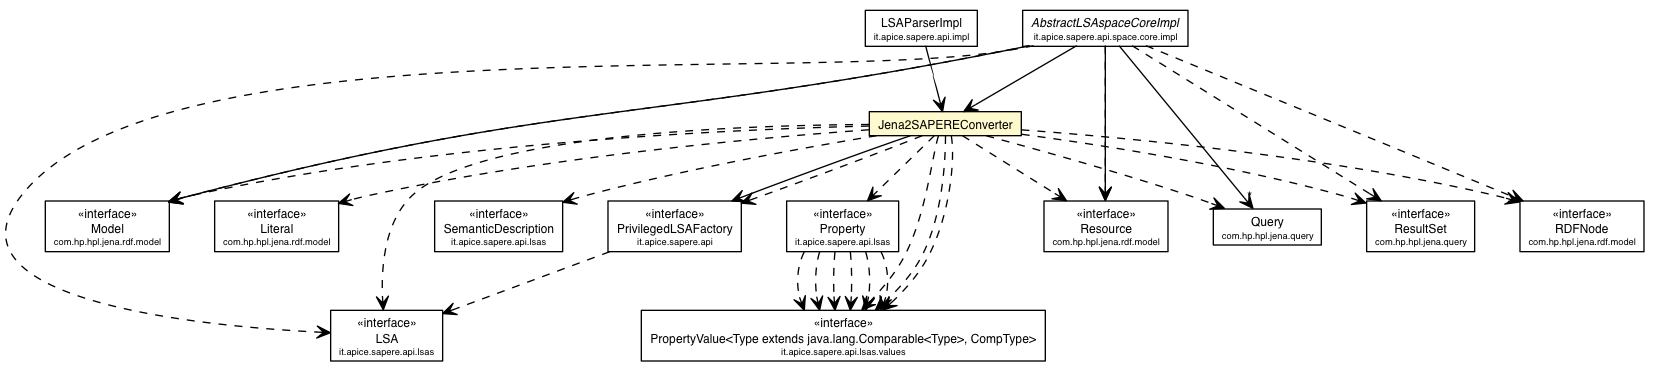 LSAParserImpl
it.apice.sapere.api.impl
AbstractLSAspaceCoreImpl
it.apice.sapere.api.space.core.impl
Jena2SAPEREConverter
«interface»
Model
com.hp.hpl.jena.rdf.model
«interface»
Literal
com.hp.hpl.jena.rdf.model
«interface»
SemanticDescription
it.apice.sapere.api.lsas
«interface»
PrivilegedLSAFactory
it.apice.sapere.api
«interface»
Property
it.apice.sapere.api.lsas
«interface»
Resource
com.hp.hpl.jena.rdf.model
Query
com.hp.hpl.jena.query
«interface»
ResultSet
com.hp.hpl.jena.query
«interface»
RDFNode
com.hp.hpl.jena.rdf.model
«interface»
LSA
it.apice.sapere.api.lsas
«interface»
PropertyValue<Type extends java.lang.Comparable<Type>, CompType>
it.apice.sapere.api.lsas.values